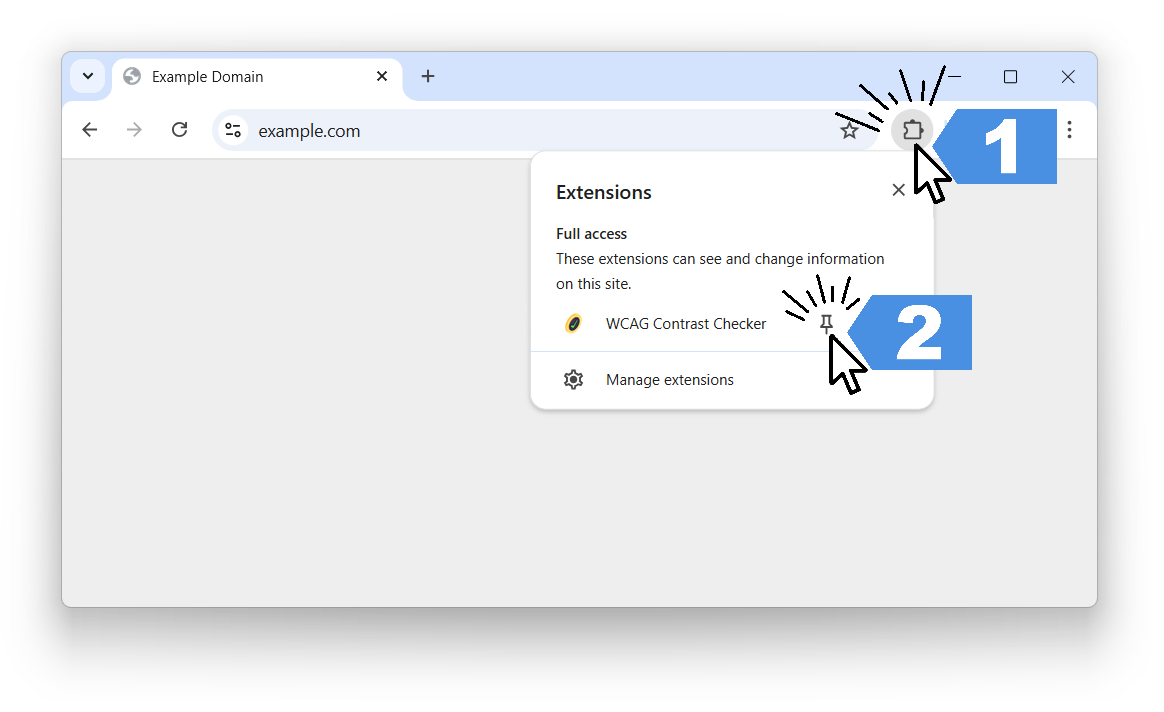 Example Domain
example.com
1
Extensions
Full access
These extensions can see and change information
on this site.
WCAG Contrast Checker
2
Manage extensions